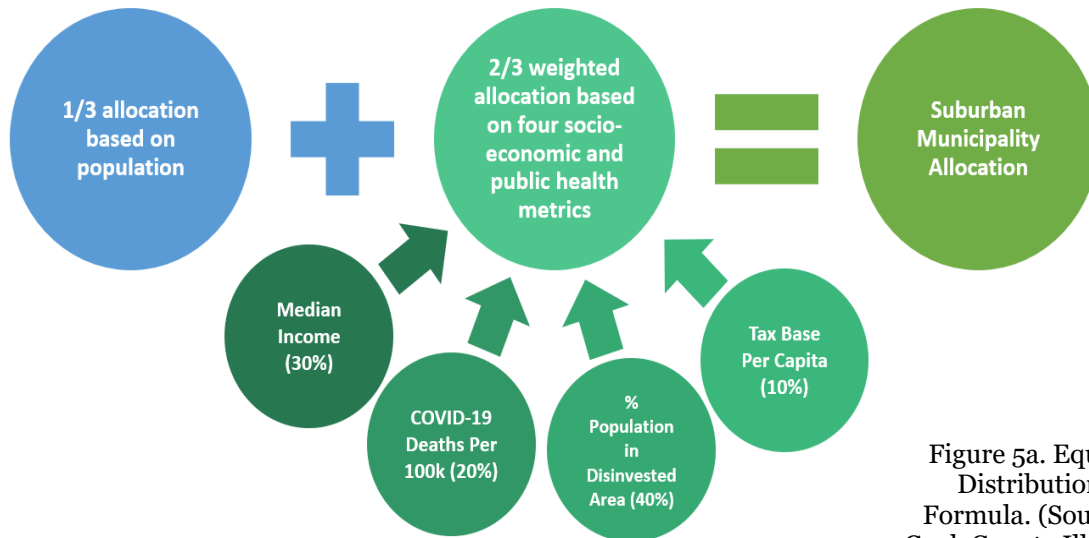 1/3 allocation
based on
population
2/3 weighted
allocation based
on four socio-
economic and
public health
metrics
Suburban
Municipality
Allocation
Median
Income
(30%)
COVID-19
Deaths Per
100k (20%)
%
Population
in
Disinvested
Area (40%)
Tax Base
Per Capita
(10%)
Figure 5a. Equ
Distribution
Formula. (Sou